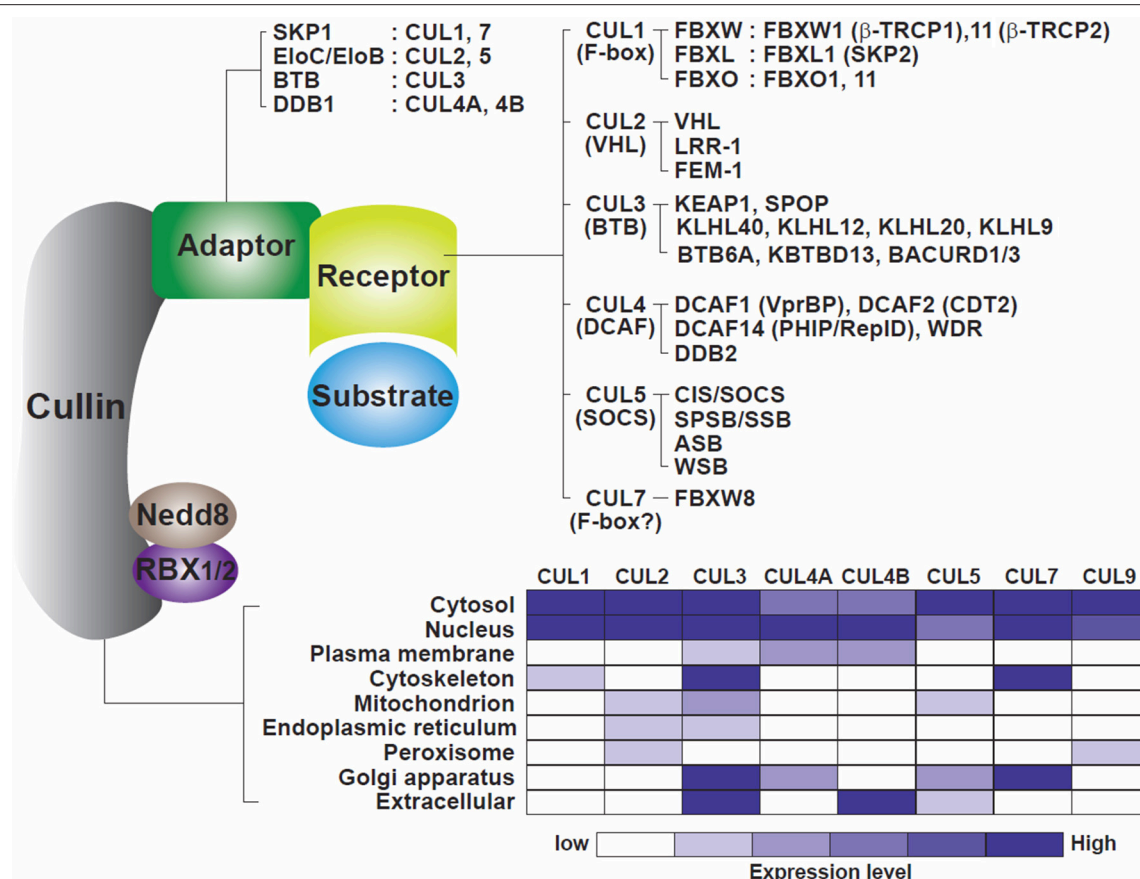 SKP1 : CUL1, 7
EloC/EloB : CUL2, 5
BTB : CUL3
DDB1 : CUL4A, 4B
CUL1
(F-box)
FBXW : FBXW1 (β-TRCP1),11 (β-TRCP2)
FBXL : FBXL1 (SKP2)
FBXO : FBXO1, 11
CUL2
(VHL)
VHL
LRR-1
FEM-1
CUL3
(BTB)
KEAP1, SPOP
KLHL40, KLHL12, KLHL20, KLHL9
BTB6A, KBTBD13, BACURD1/3
CUL4
(DCAF)
DCAF1 (VprBP), DCAF2 (CDT2)
DCAF14 (PHIP/RepID), WDR
DDB2
CUL5
(SOCS)
CIS/SOCS
SPSB/SSB
ASB
WSB
CUL7
(F-box?)
FBXW8
Adaptor
Receptor
Substrate
Cullin
Nedd8
RBX1/2
CUL1 CUL2 CUL3 CUL4A CUL4B CUL5 CUL7 CUL9
Cytosol
Nucleus
Plasma membrane
Cytoskeleton
Mitochondrion
Endoplasmic reticulum
Peroxisome
Golgi apparatus
Extracellular
low High
Expression level